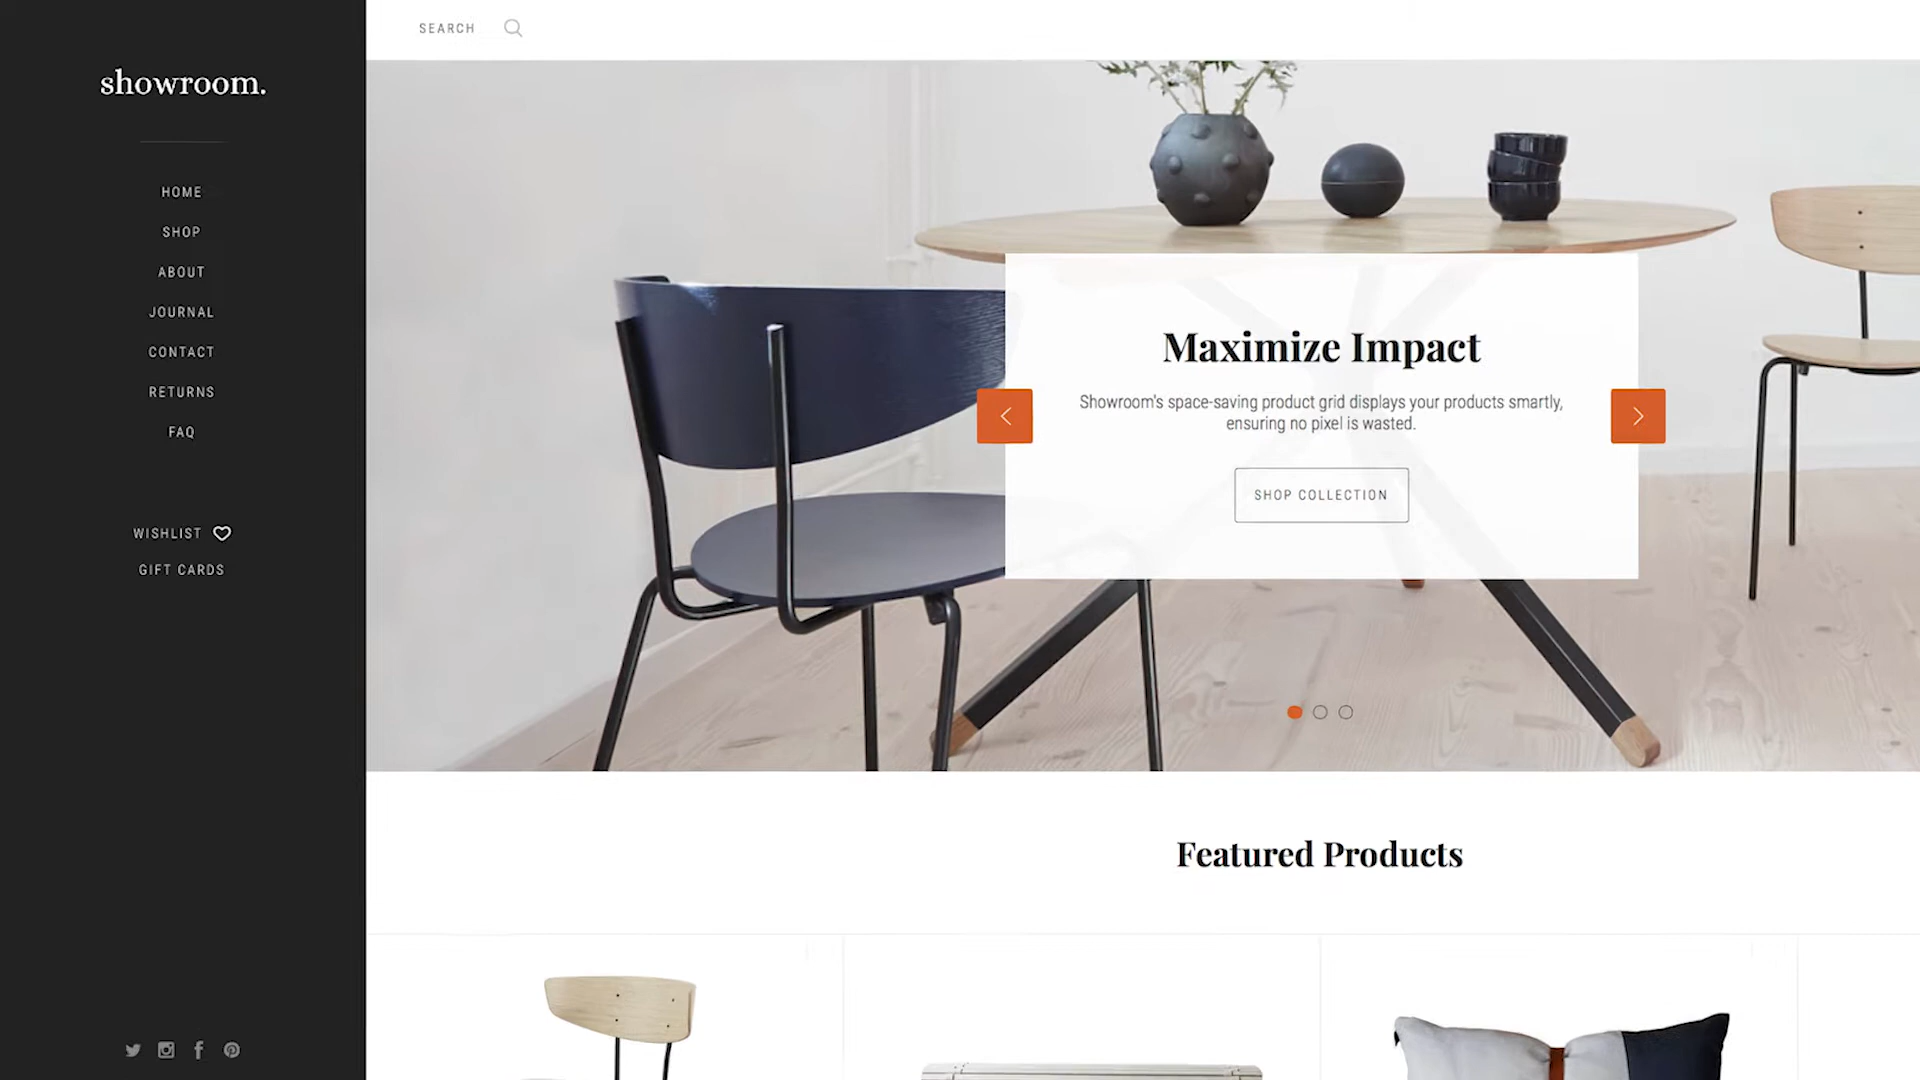 showroom.
HOME
SHOP
ABOUT
JOURNAL
CONTACT
RETURNS
FAQ
WISHLIST
GIFT CARDS
SEARCH
Maximize Impact
Showroom's space-saving product grid displays your products smartly,
ensuring no pixel is wasted.
SHOP COLLECTION
Featured Products